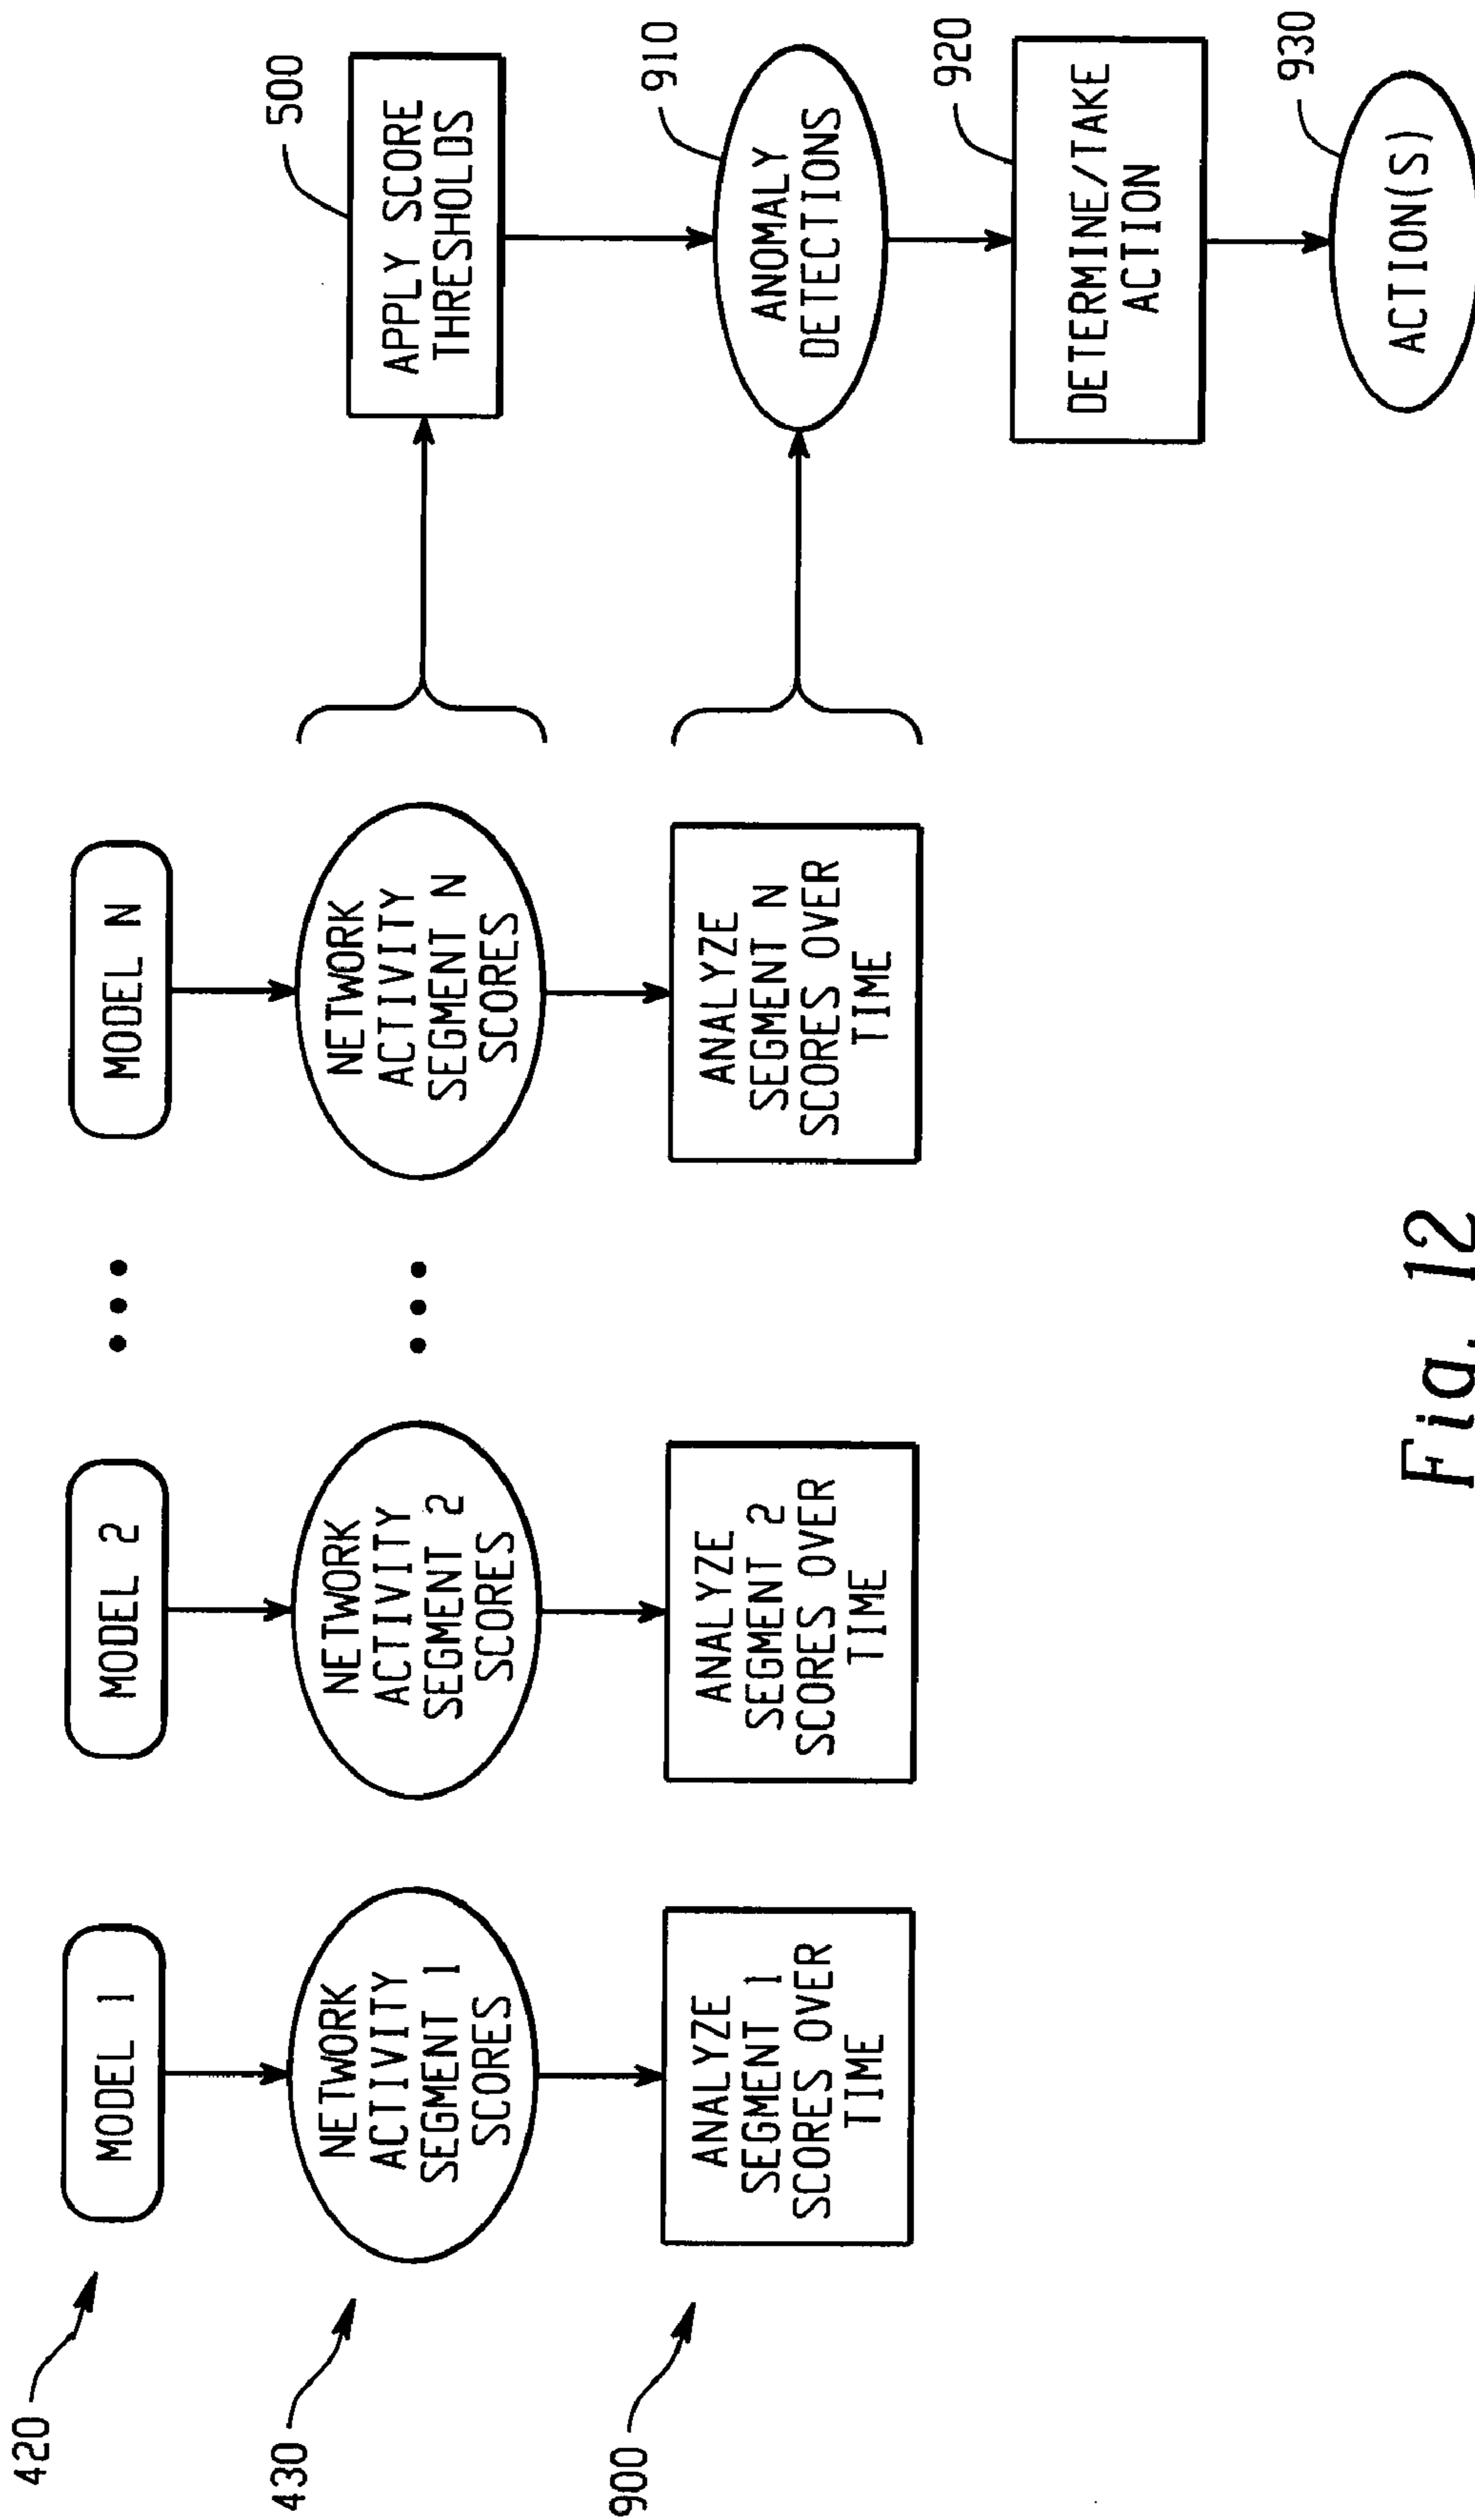 420
MODEL 1
MODEL 2
MODEL N
430
NETWORK
ACTIVITY
SEGMENT 1
SCORES
NETWORK
ACTIVITY
SEGMENT 2
SCORES
NETWORK
ACTIVITY
SEGMENT N
SCORES
500
APPLY SCORE
THRESHOLDS
900
ANALYZE
SEGMENT 1
SCORES OVER
TIME
ANALYZE
SEGMENT 2
SCORES OVER
TIME
ANALYZE
SEGMENT N
SCORES OVER
TIME
910
ANOMALY
DETECTIONS
920
DETERMINE/TAKE
ACTION
930
ACTION(S)
Fig. 12